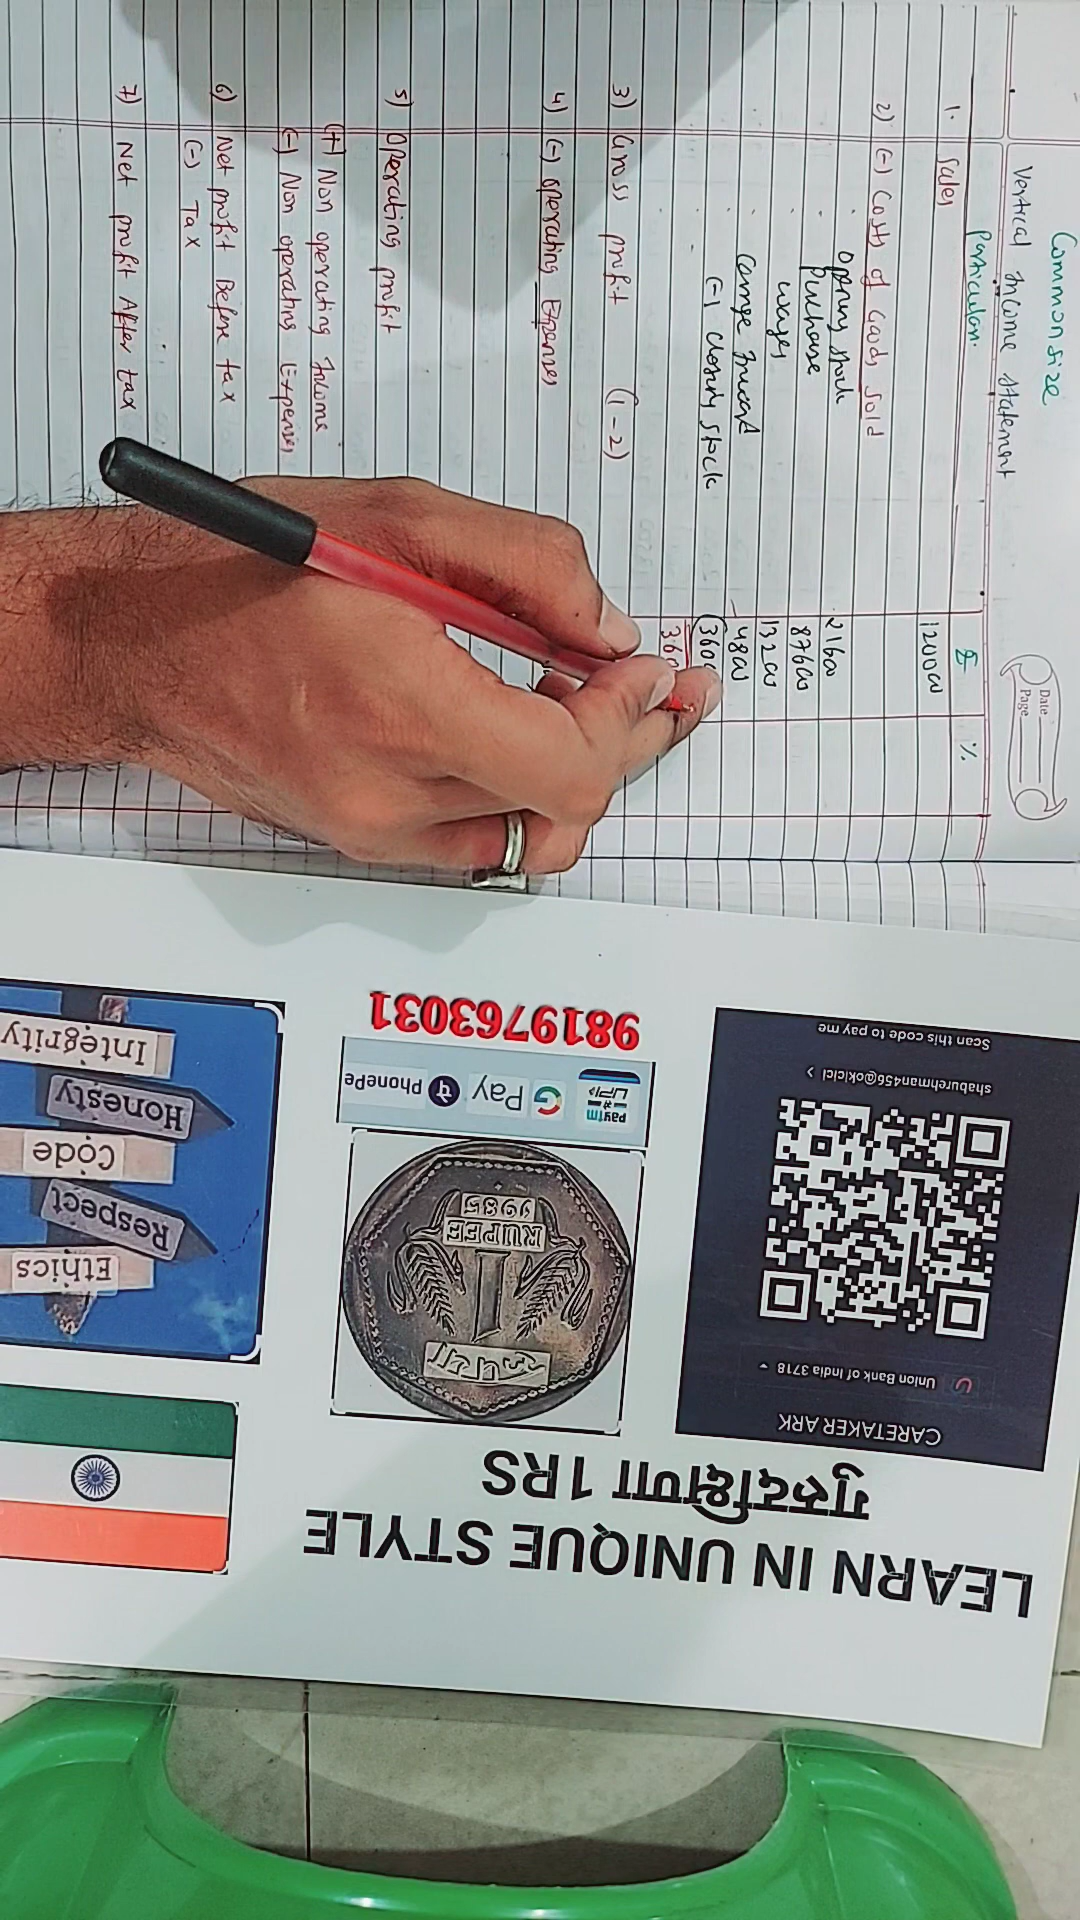 Common size
Vertical Income Statement
Date
Page
Particular. ₤ %
1. Sales 120000
2) (-) Costs of Goods Sold
Opening stock 21600
Purchase 87600
wages 13200
Carriage Inward 4800
(-) closing stock
3) Gross profit (1-2)
4) (-) operating Expenses
5) Operating profit
(+) Non operating Income
(-) Non operating Expenses
6) Net profit Before tax
(-) Tax
7) Net profit After tax
LEARN IN UNIQUE STYLE
गुरुदक्षिणा 1RS
CARETAKER ARK
Union Bank of India 3718
shaburehman456@okicici >
Scan this code to pay me
रुपया
1
RUPEE
1985
paytm
UPI
G Pay
पे PhonePe
9819763031
Ethics
Respect
Code
Honesty
Integrity